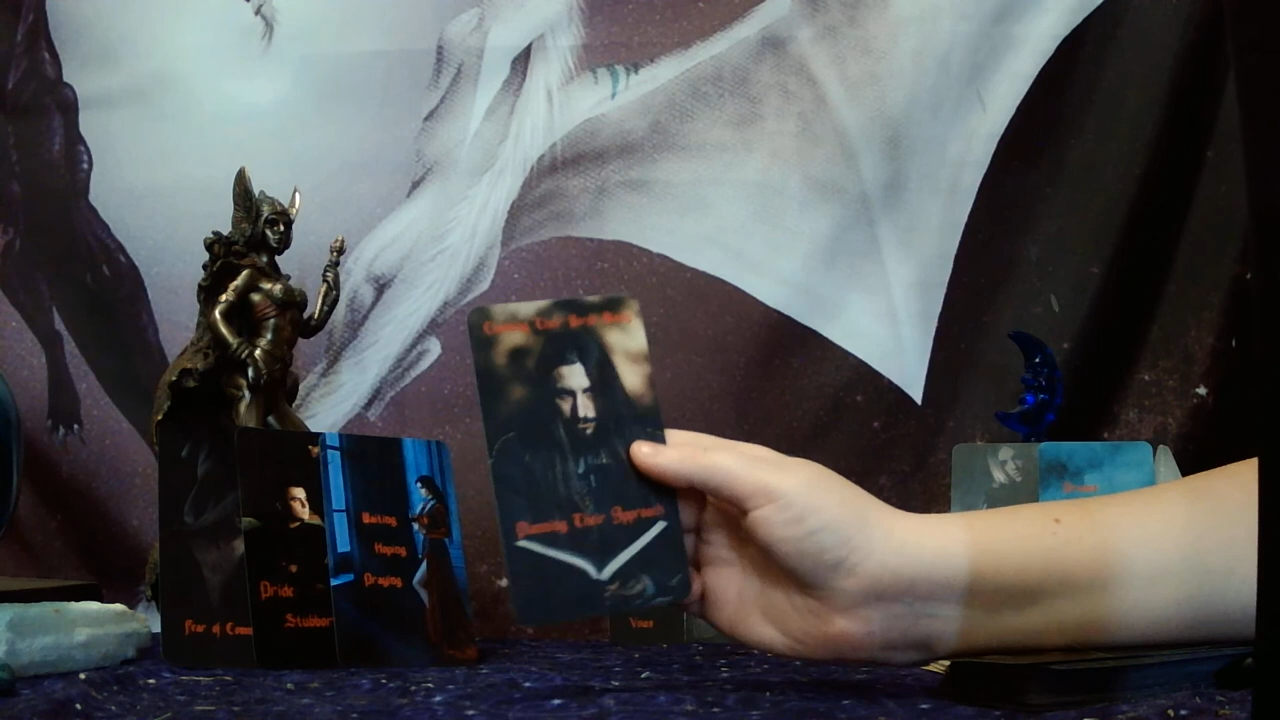 Planning Their Approach
Waiting
Hoping
Praying
Pride
Stubbor
Fear of Comm
Vows